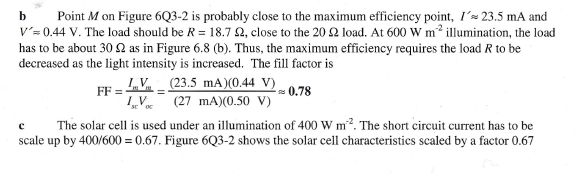 b Point M on Figure 6Q3-2 is probably close to the maximum efficiency point, I′≈ 23.5 mA and
V′≈ 0.44 V. The load should be R = 18.7 Ω, close to the 20 Ω load. At 600 W m⁻² illumination, the load
has to be about 30 Ω as in Figure 6.8 (b). Thus, the maximum efficiency requires the load R to be
decreased as the light intensity is increased. The fill factor is
FF = ImVm / IscVoc = (23.5 mA)(0.44 V) / (27 mA)(0.50 V) ≈ 0.78
c The solar cell is used under an illumination of 400 W m⁻². The short circuit current has to be
scale up by 400/600 = 0.67. Figure 6Q3-2 shows the solar cell characteristics scaled by a factor 0.67